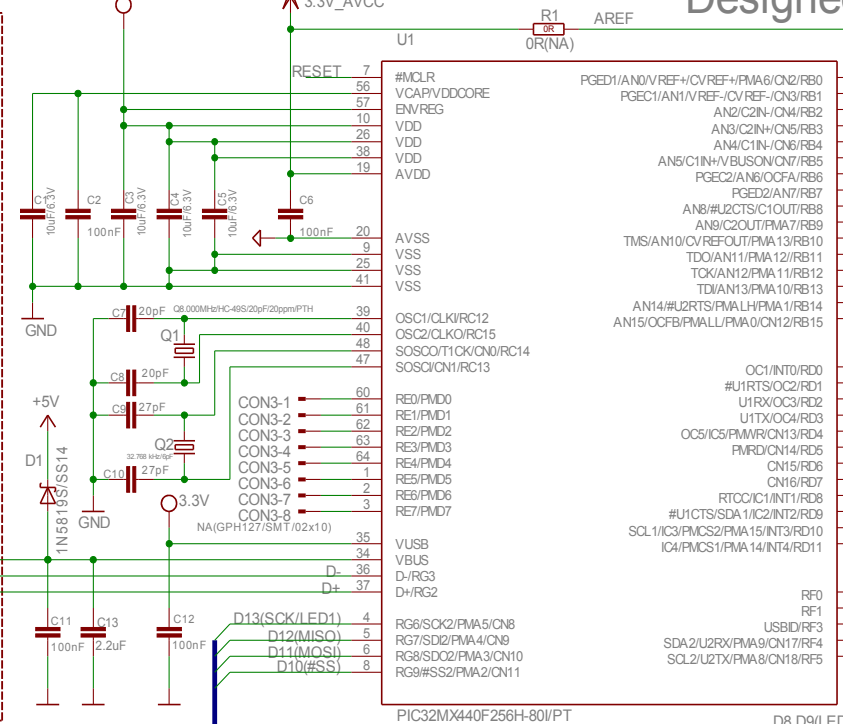 3.3V_AVCC
Designed
R1
AREF
0R
0R(NA)
U1
RESET 7 #MCLR
56 VCAP/VDDCORE
57 ENVREG
10 VDD
26 VDD
38 VDD
19 AVDD
20 AVSS
9 VSS
25 VSS
41 VSS
39 OSC1/CLKI/RC12
40 OSC2/CLKO/RC15
48 SOSCO/T1CK/CN0/RC14
47 SOSCI/CN1/RC13
60 RE0/PMD0
61 RE1/PMD1
62 RE2/PMD2
63 RE3/PMD3
64 RE4/PMD4
1 RE5/PMD5
2 RE6/PMD6
3 RE7/PMD7
35 VUSB
34 VBUS
D- 36 D-/RG3
D+ 37 D+/RG2
D13(SCK/LED1) 4 RG6/SCK2/PMA5/CN8
D12(MISO) 5 RG7/SDI2/PMA4/CN9
D11(MOSI) 6 RG8/SDO2/PMA3/CN10
D10(#SS) 8 RG9/#SS2/PMA2/CN11
PGED1/AN0/VREF+/CVREF+/PMA6/CN2/RB0
PGEC1/AN1/VREF-/CVREF-/CN3/RB1
AN2/C2IN-/CN4/RB2
AN3/C2IN+/CN5/RB3
AN4/C1IN-/CN6/RB4
AN5/C1IN+/VBUSON/CN7/RB5
PGEC2/AN6/OCFA/RB6
PGED2/AN7/RB7
AN8/#U2CTS/C1OUT/RB8
AN9/C2OUT/PMA7/RB9
TMS/AN10/CVREFOUT/PMA13/RB10
TDO/AN11/PMA12//RB11
TCK/AN12/PMA11/RB12
TDI/AN13/PMA10/RB13
AN14/#U2RTS/PMALH/PMA1/RB14
AN15/OCFB/PMALL/PMA0/CN12/RB15
OC1/INT0/RD0
#U1RTS/OC2/RD1
U1RX/OC3/RD2
U1TX/OC4/RD3
OC5/IC5/PMWR/CN13/RD4
PMRD/CN14/RD5
CN15/RD6
CN16/RD7
RTCC/IC1/INT1/RD8
#U1CTS/SDA1/IC2/INT2/RD9
SCL1/IC3/PMCS2/PMA15/INT3/RD10
IC4/PMCS1/PMA14/INT4/RD11
RF0
RF1
USBID/RF3
SDA2/U2RX/PMA9/CN17/RF4
SCL2/U2TX/PMA8/CN18/RF5
C1
10uF/6.3V
C2
100nF
C3
10uF/6.3V
C4
10uF/6.3V
C5
10uF/6.3V
C6
100nF
GND
C7 20pF
Q8.000MHz/HC-49S/20pF/20ppm/PTH
Q1
C8 20pF
C9 27pF
Q2
32.768 kHz/6pF
C10 27pF
GND
+5V
D1
1N5819S/SS14
CON3-1
CON3-2
CON3-3
CON3-4
CON3-5
CON3-6
CON3-7
CON3-8
NA(GPH127/SMT/02x10)
3.3V
C11
100nF
C13
2.2uF
C12
100nF
PIC32MX440F256H-80I/PT
D8,D9(LED